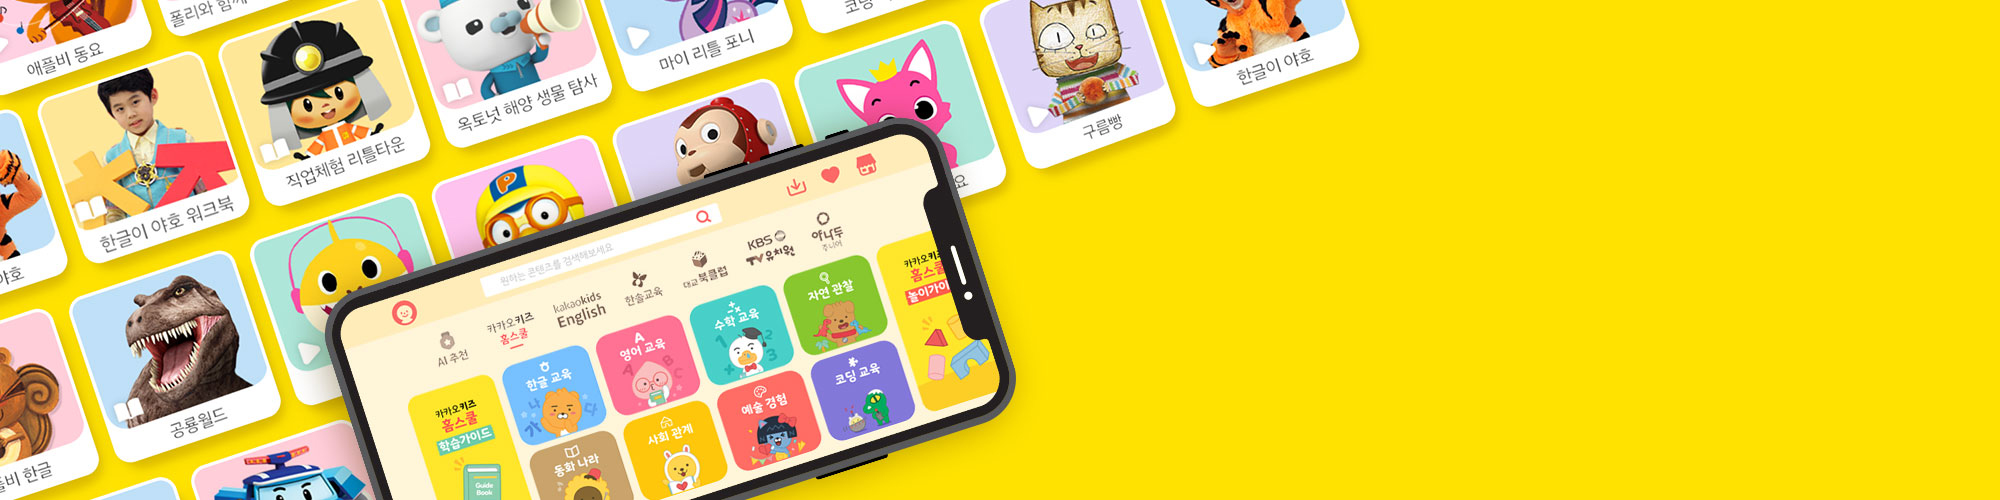 폴리와 함께
애플비 동요
마이 리틀 포니
옥토넛 해양 생물 탐사
한글이 야호
구름빵
직업체험 리틀타운
한글이 야호 워크북
야호
공룡월드
한글
요
P
원하는 콘텐츠를 검색해보세요
AI 추천
카카오키즈
홈스쿨
kakaokids
English
한솔교육
대교북클럽
KBS
TV유치원
야나두
주니어
카카오키즈
홈스쿨
학습가이드
Guide
Book
한글 교육
영어 교육
수학 교육
자연 관찰
카카오키즈
홈스쿨
놀이가이
동화 나라
사회 관계
예술 경험
코딩 교육